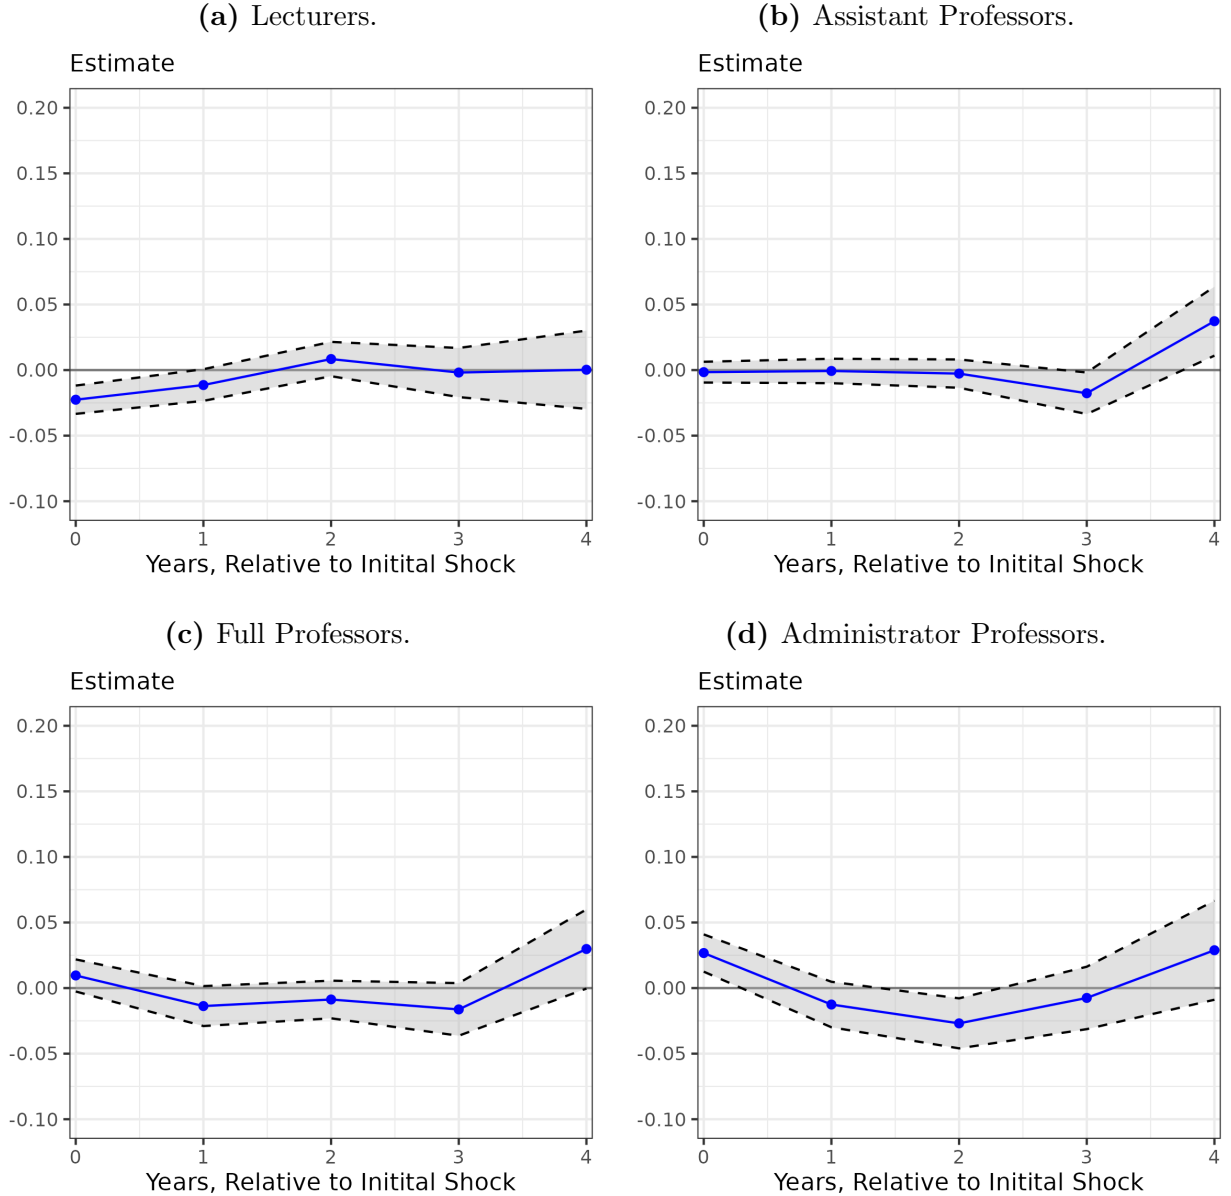 (a) Lecturers.
Estimate
0.20
0.15
0.10
0.05
0.00
-0.05
-0.10
0 1 2 3 4
Years, Relative to Initital Shock
(b) Assistant Professors.
Estimate
0.20
0.15
0.10
0.05
0.00
-0.05
-0.10
0 1 2 3 4
Years, Relative to Initital Shock
(c) Full Professors.
Estimate
0.20
0.15
0.10
0.05
0.00
-0.05
-0.10
0 1 2 3 4
Years, Relative to Initital Shock
(d) Administrator Professors.
Estimate
0.20
0.15
0.10
0.05
0.00
-0.05
-0.10
0 1 2 3 4
Years, Relative to Initital Shock